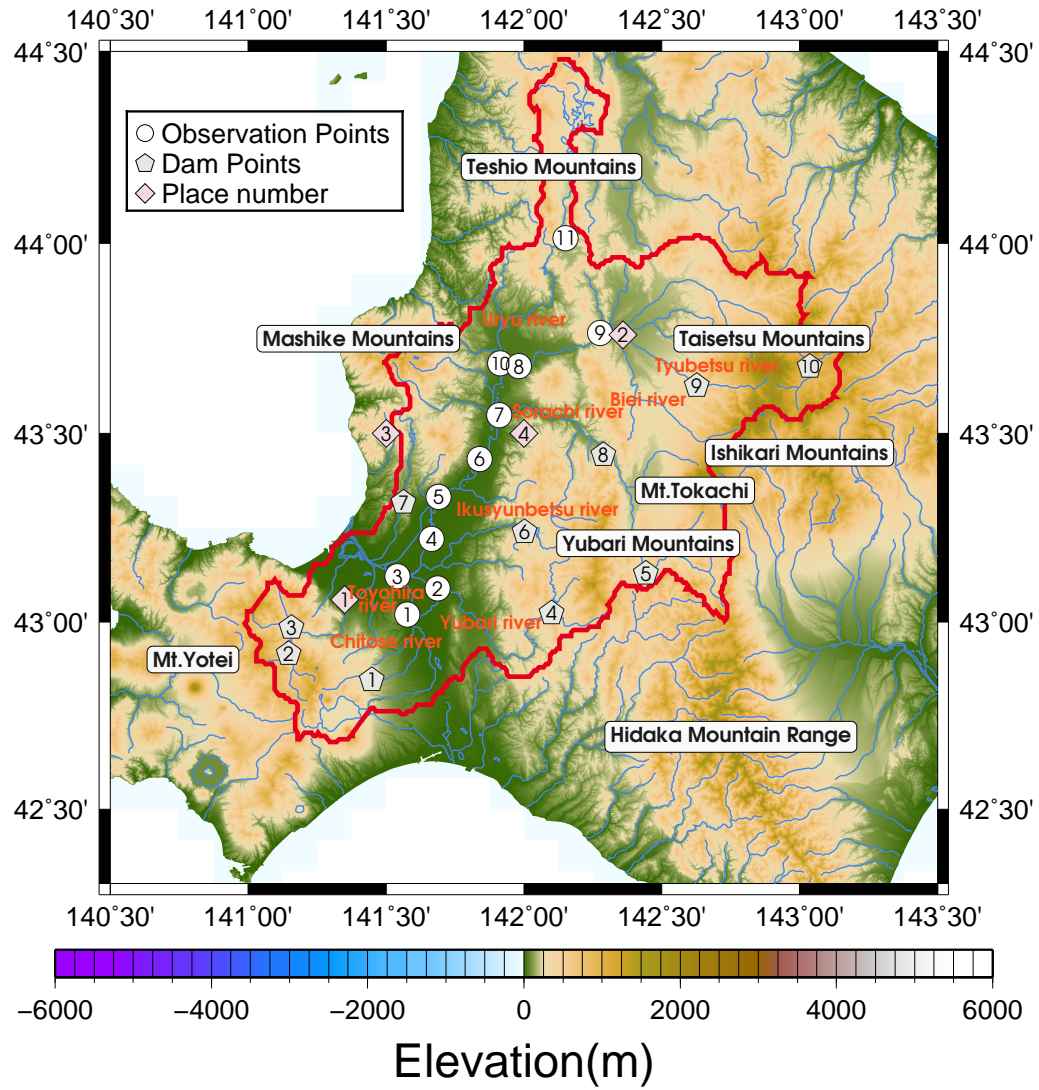 140˚30' 141˚00' 141˚30' 142˚00' 142˚30' 143˚00' 143˚30'
44˚30' 44˚30'
Observation Points
Dam Points
Place number
Teshio Mountains
11
44˚00' 44˚00'
Uryu river
Mashike Mountains
9 2
Taisetsu Mountains
10 8
Tyubetsu river
10
9
Biei river
7
Sorachi river
3 4
43˚30' 43˚30'
6
8
Ishikari Mountains
5
7
Mt.Tokachi
Ikusyunbetsu river
4
6
Yubari Mountains
3
5
2
Toyohira
river
1
1
4
43˚00' 43˚00'
3
Yubari river
Chitose river
2
Mt.Yotei
1
Hidaka Mountain Range
42˚30' 42˚30'
140˚30' 141˚00' 141˚30' 142˚00' 142˚30' 143˚00' 143˚30'
−6000 −4000 −2000 0 2000 4000 6000
Elevation(m)